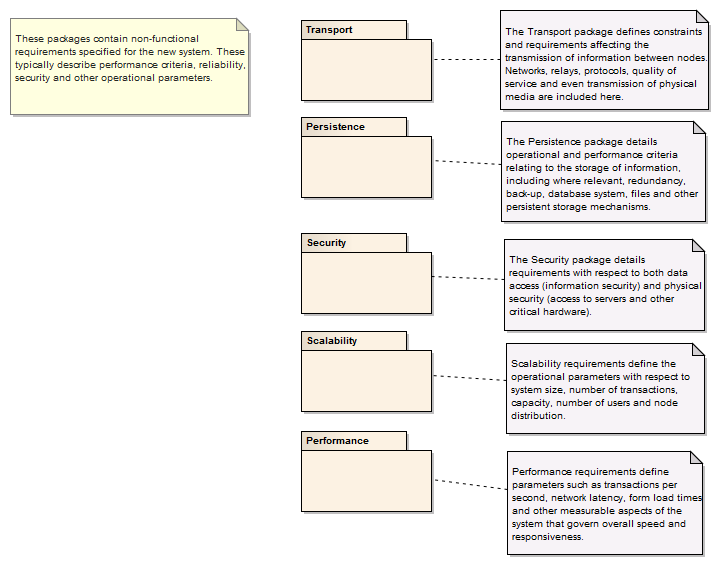 These packages contain non-functional
requirements specified for the new system. These
typically describe performance criteria, reliability,
security and other operational parameters.
Transport
The Transport package defines constraints
and requirements affecting the
transmission of information between nodes.
Networks, relays, protocols, quality of
service and even transmission of physical
media are included here.
Persistence
The Persistence package details
operational and performance criteria
relating to the storage of information,
including where relevant, redundancy,
back-up, database system, files and other
persistent storage mechanisms.
Security
The Security package details
requirements with respect to both data
access (information security) and physical
security (access to servers and other
critical hardware).
Scalability
Scalability requirements define the
operational parameters with respect to
system size, number of transactions,
capacity, number of users and node
distribution.
Performance
Performance requirements define
parameters such as transactions per
second, network latency, form load times
and other measurable aspects of the
system that govern overall speed and
responsiveness.